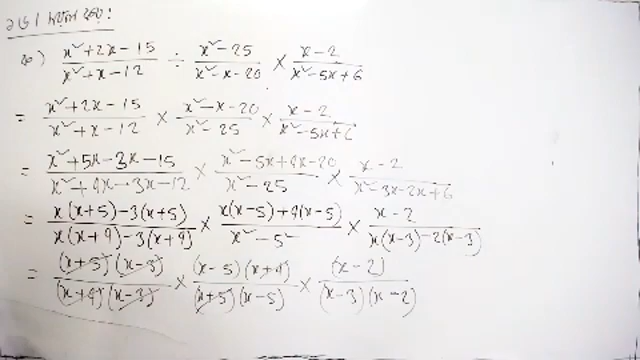 ২৬। সরল কর:
x²+2x-15/x²+x-12 ÷ x²-25/x²-x-20 × x-2/x²-5x+6
= x²+2x-15/x²+x-12 × x²-x-20/x²-25 × x-2/x²-5x+6
= x²+5x-3x-15/x²+4x-3x-12 × x²-5x+4x-20/x²-25 × x-2/x²-3x-2x+6
= x(x+5)-3(x+5)/x(x+4)-3(x+4) × x(x-5)+4(x-5)/x²-5² × x-2/x(x-3)-2(x-3)
= (x+5)(x-3)/(x+4)(x-3) × (x-5)(x+4)/(x+5)(x-5) × (x-2)/(x-3)(x-2)